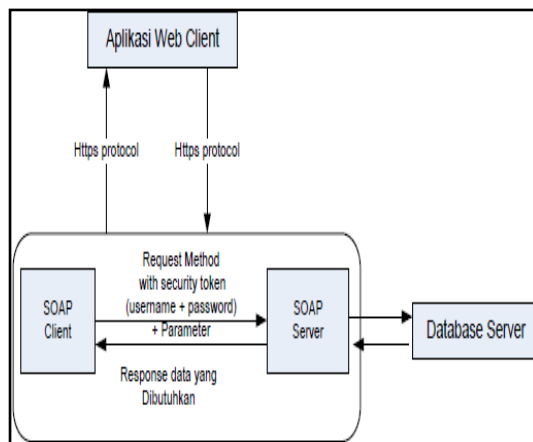 Aplikasi Web Client
Https protocol
Https protocol
Request Method
with security token
(username + password)
+ Parameter
SOAP
Client
SOAP
Server
Database Server
Response data yang
Dibutuhkan